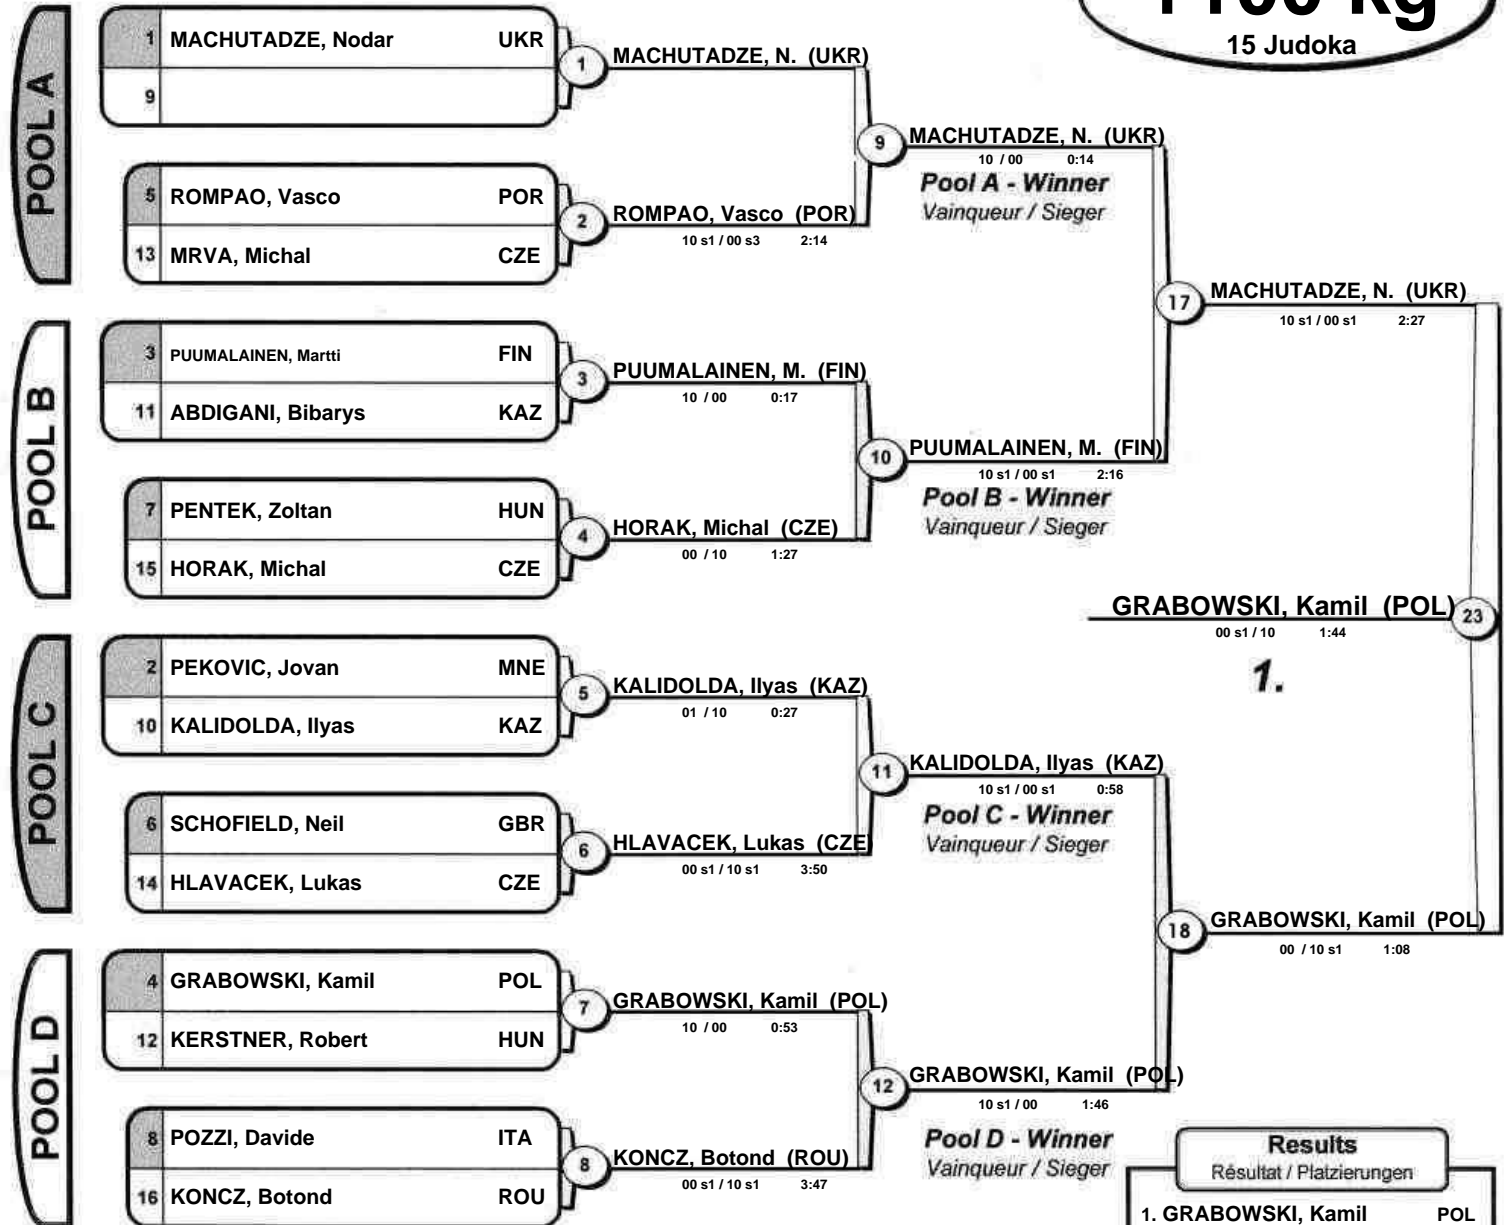 +100 kg
15 Judoka
POOL A
1 MACHUTADZE, Nodar UKR
9
1
MACHUTADZE, N. (UKR)
5 ROMPAO, Vasco POR
13 MRVA, Michal CZE
2
ROMPAO, Vasco (POR)
10 s1 / 00 s3 2:14
9
MACHUTADZE, N. (UKR)
10 / 00 0:14
Pool A - Winner
Vainqueur / Sieger
POOL B
3 PUUMALAINEN, Martti FIN
11 ABDIGANI, Bibarys KAZ
3
PUUMALAINEN, M. (FIN)
10 / 00 0:17
7 PENTEK, Zoltan HUN
15 HORAK, Michal CZE
4
HORAK, Michal (CZE)
00 / 10 1:27
10
PUUMALAINEN, M. (FIN)
10 s1 / 00 s1 2:16
Pool B - Winner
Vainqueur / Sieger
17
MACHUTADZE, N. (UKR)
10 s1 / 00 s1 2:27
GRABOWSKI, Kamil (POL)
23
00 s1 / 10 1:44
1.
POOL C
2 PEKOVIC, Jovan MNE
10 KALIDOLDA, Ilyas KAZ
5
KALIDOLDA, Ilyas (KAZ)
01 / 10 0:27
6 SCHOFIELD, Neil GBR
14 HLAVACEK, Lukas CZE
6
HLAVACEK, Lukas (CZE)
00 s1 / 10 s1 3:50
11
KALIDOLDA, Ilyas (KAZ)
10 s1 / 00 s1 0:58
Pool C - Winner
Vainqueur / Sieger
18
GRABOWSKI, Kamil (POL)
00 / 10 s1 1:08
POOL D
4 GRABOWSKI, Kamil POL
12 KERSTNER, Robert HUN
7
GRABOWSKI, Kamil (POL)
10 / 00 0:53
8 POZZI, Davide ITA
16 KONCZ, Botond ROU
8
KONCZ, Botond (ROU)
00 s1 / 10 s1 3:47
12
GRABOWSKI, Kamil (POL)
10 s1 / 00 1:46
Pool D - Winner
Vainqueur / Sieger
Results
Résultat / Platzierungen
1. GRABOWSKI, Kamil POL